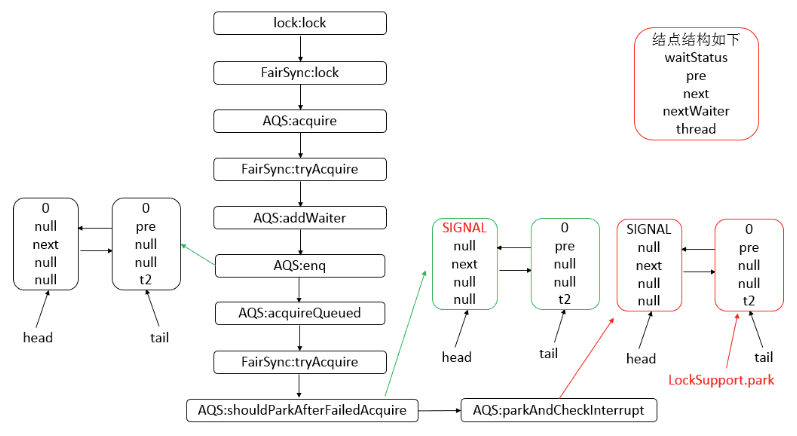 lock:lock
FairSync:lock
AQS:acquire
FairSync:tryAcquire
AQS:addWaiter
AQS:enq
AQS:acquireQueued
FairSync:tryAcquire
AQS:shouldParkAfterFailedAcquire
AQS:parkAndCheckInterrupt
结点结构如下
waitStatus
pre
next
nextWaiter
thread
0
null
next
null
null
head
0
pre
null
null
t2
tail
SIGNAL
null
next
null
null
head
0
pre
null
null
t2
tail
SIGNAL
null
next
null
null
head
0
pre
null
null
t2
tail
LockSupport.park